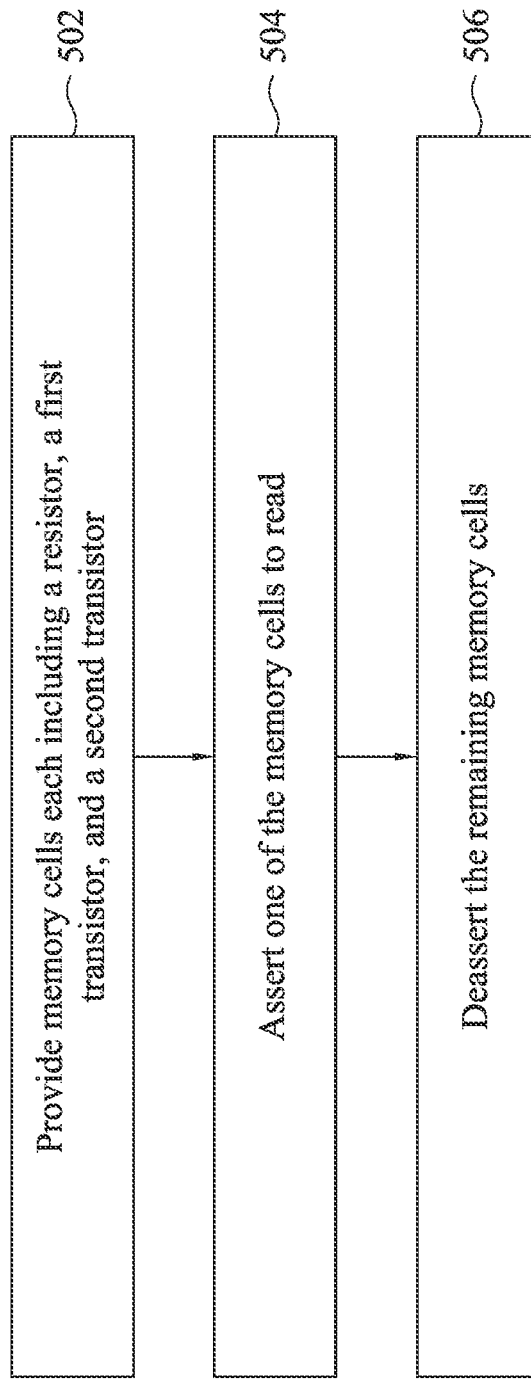 Provide memory cells each including a resistor, a first
transistor, and a second transistor
502
Assert one of the memory cells to read
504
Deassert the remaining memory cells
506